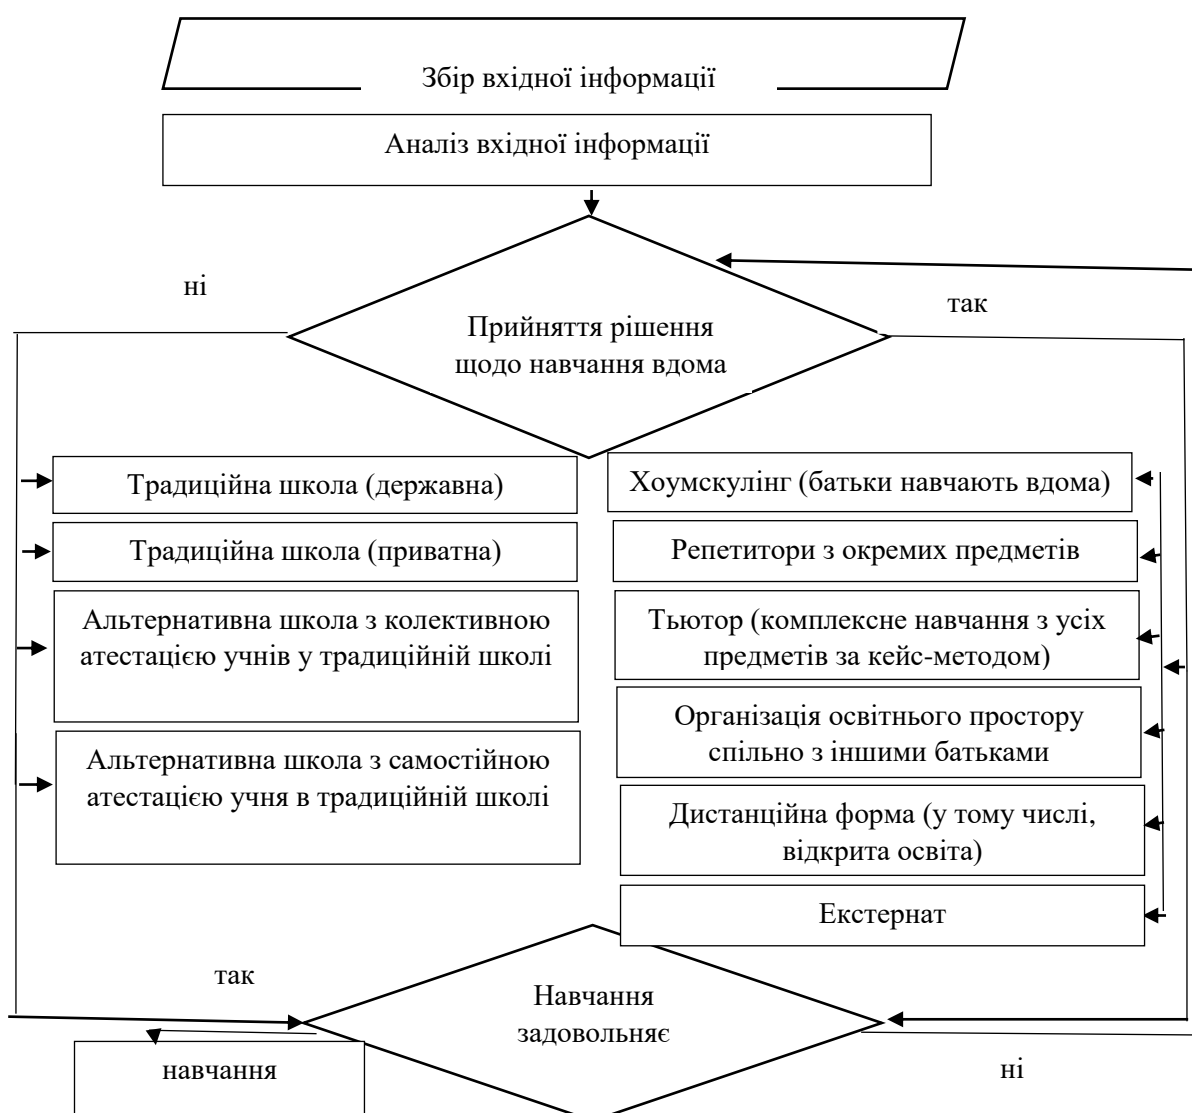 Збір вхідної інформації
Аналіз вхідної інформації
ні
так
Прийняття рішення
щодо навчання вдома
Традиційна школа (державна)
Традиційна школа (приватна)
Альтернативна школа з колективною
атестацією учнів у традиційній школі
Альтернативна школа з самостійною
атестацією учня в традиційній школі
Хоумскулінг (батьки навчають вдома)
Репетитори з окремих предметів
Тьютор (комплексне навчання з усіх
предметів за кейс-методом)
Організація освітнього простору
спільно з іншими батьками
Дистанційна форма (у тому числі,
відкрита освіта)
Екстернат
так
Навчання
задовольняє
навчання
ні